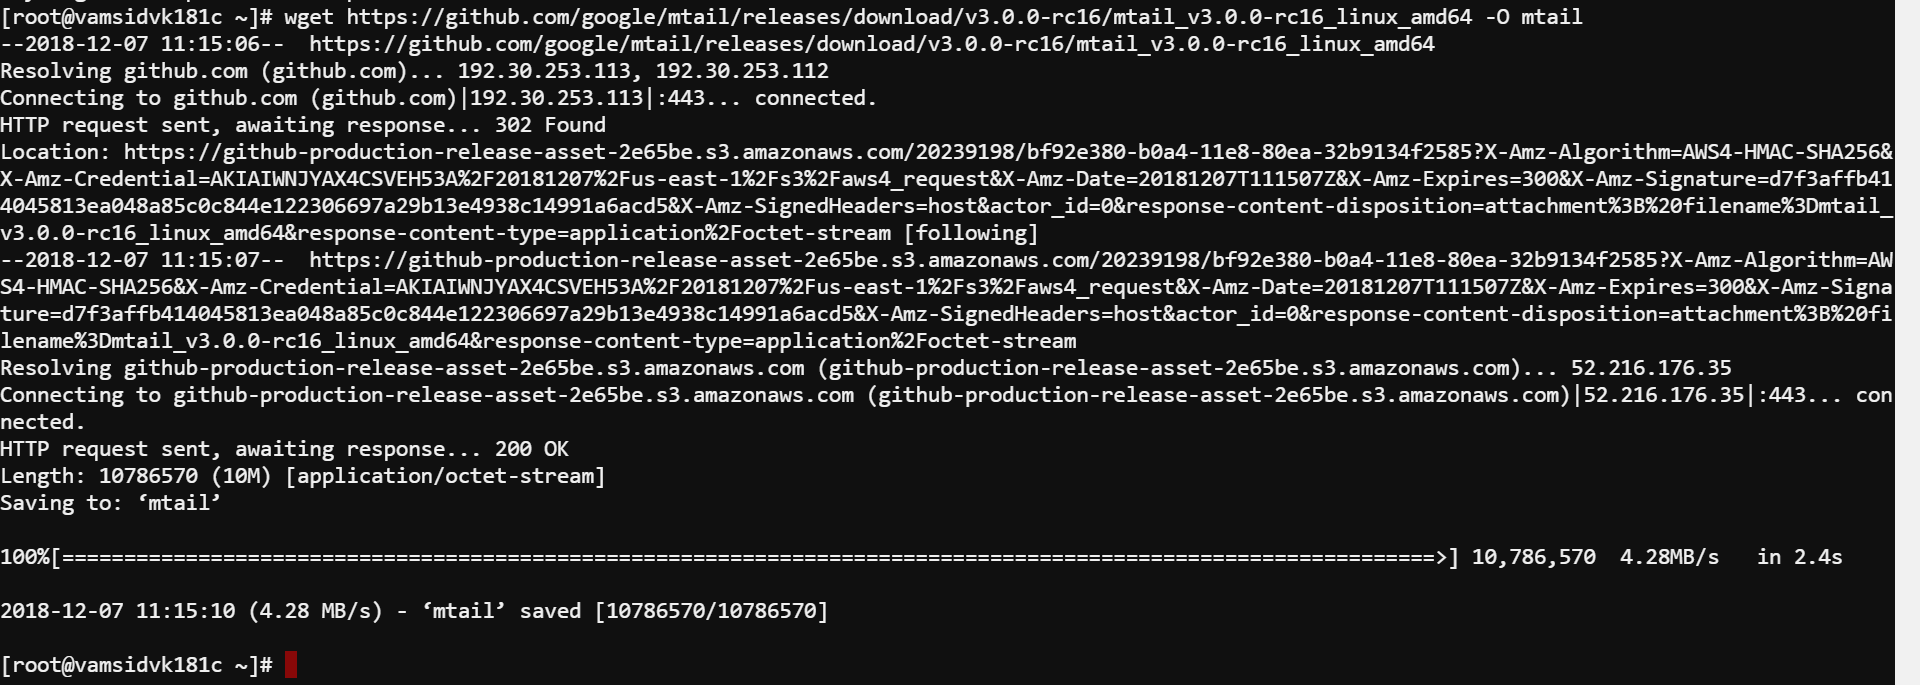 [root@vamsidvk181c ~]# wget https://github.com/google/mtail/releases/download/v3.0.0-rc16/mtail_v3.0.0-rc16_linux_amd64 -O mtail
--2018-12-07 11:15:06--  https://github.com/google/mtail/releases/download/v3.0.0-rc16/mtail_v3.0.0-rc16_linux_amd64
Resolving github.com (github.com)... 192.30.253.113, 192.30.253.112
Connecting to github.com (github.com)|192.30.253.113|:443... connected.
HTTP request sent, awaiting response... 302 Found
Location: https://github-production-release-asset-2e65be.s3.amazonaws.com/20239198/bf92e380-b0a4-11e8-80ea-32b9134f2585?X-Amz-Algorithm=AWS4-HMAC-SHA256&
X-Amz-Credential=AKIAIWNJYAX4CSVEH53A%2F20181207%2Fus-east-1%2Fs3%2Faws4_request&X-Amz-Date=20181207T111507Z&X-Amz-Expires=300&X-Amz-Signature=d7f3affb41
4045813ea048a85c0c844e122306697a29b13e4938c14991a6acd5&X-Amz-SignedHeaders=host&actor_id=0&response-content-disposition=attachment%3B%20filename%3Dmtail_
v3.0.0-rc16_linux_amd64&response-content-type=application%2Foctet-stream [following]
--2018-12-07 11:15:07--  https://github-production-release-asset-2e65be.s3.amazonaws.com/20239198/bf92e380-b0a4-11e8-80ea-32b9134f2585?X-Amz-Algorithm=AW
S4-HMAC-SHA256&X-Amz-Credential=AKIAIWNJYAX4CSVEH53A%2F20181207%2Fus-east-1%2Fs3%2Faws4_request&X-Amz-Date=20181207T111507Z&X-Amz-Expires=300&X-Amz-Signa
ture=d7f3affb414045813ea048a85c0c844e122306697a29b13e4938c14991a6acd5&X-Amz-SignedHeaders=host&actor_id=0&response-content-disposition=attachment%3B%20fi
lename%3Dmtail_v3.0.0-rc16_linux_amd64&response-content-type=application%2Foctet-stream
Resolving github-production-release-asset-2e65be.s3.amazonaws.com (github-production-release-asset-2e65be.s3.amazonaws.com)... 52.216.176.35
Connecting to github-production-release-asset-2e65be.s3.amazonaws.com (github-production-release-asset-2e65be.s3.amazonaws.com)|52.216.176.35|:443... con
nected.
HTTP request sent, awaiting response... 200 OK
Length: 10786570 (10M) [application/octet-stream]
Saving to: ‘mtail’
100%[===============================================================================================================>] 10,786,570  4.28MB/s   in 2.4s
2018-12-07 11:15:10 (4.28 MB/s) - ‘mtail’ saved [10786570/10786570]
[root@vamsidvk181c ~]#